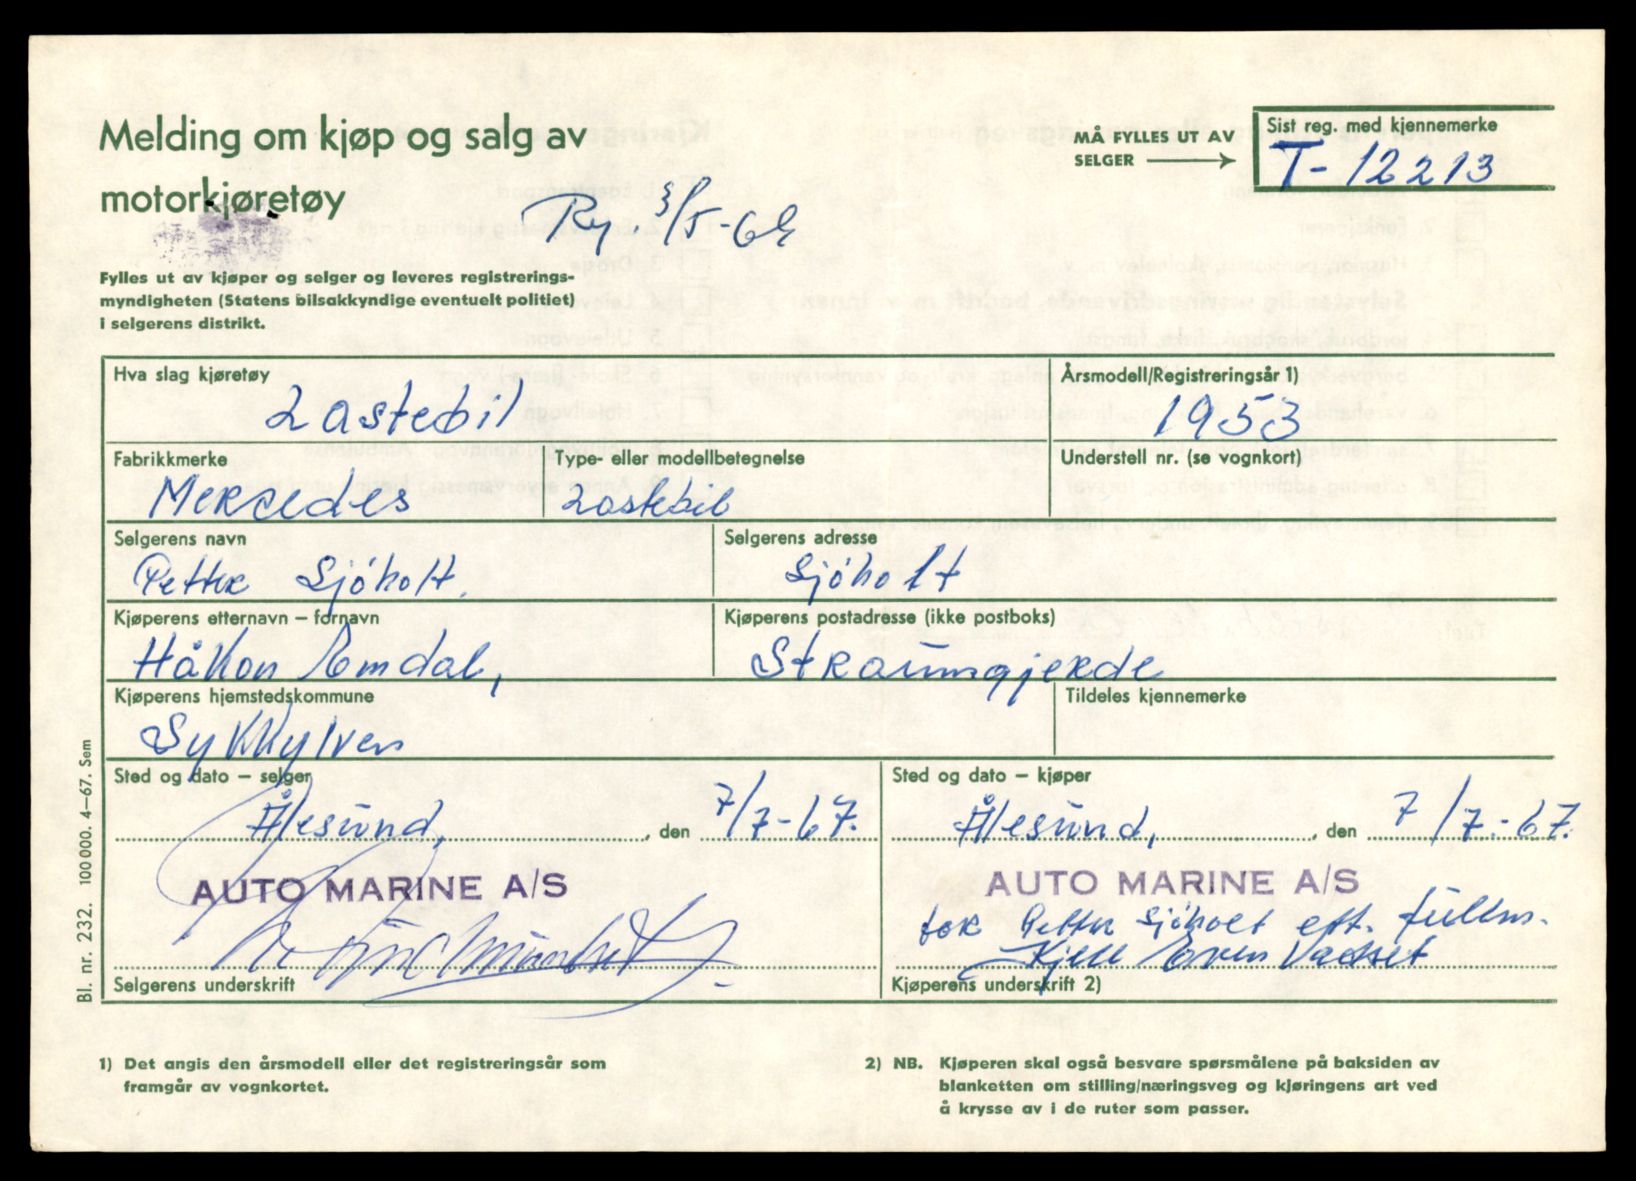 Melding om kjøp og salg av
motorkjøretøy
MÅ FYLLES UT AV
SELGER
Sist reg. med kjennemerke
T-12213
Fylles ut av kjøper og selger og leveres registrerings-
myndigheten (Statens bilsakkyndige eventuelt politiet)
i selgerens distrikt.
Hva slag kjøretøy
Lastebil
Årsmodell/Registreringsår 1)
1953
Fabrikkmerke
Mercedes
Type- eller modellbetegnelse
Lastebil
Understell nr. (se vognkort)
Selgerens navn
Petter Sjøholt.
Selgerens adresse
Sjøholt
Kjøperens etternavn – fornavn
Håkon Emdal,
Kjøperens postadresse (ikke postboks)
Straumgjerde
Kjøperens hjemstedskommune
Sykkylven
Tildeles kjennemerke
Sted og dato – selger
Ålesund, , den 7/7-67.
Sted og dato – kjøper
Ålesund, , den 7/7-67.
AUTO MARINE A/S
Selgerens underskrift
AUTO MARINE A/S
for Petter Sjøholt eft. fullm.
Kjell Vadset
Kjøperens underskrift 2)
1) Det angis den årsmodell eller det registreringsår som
framgår av vognkortet.
2) NB. Kjøperen skal også besvare spørsmålene på baksiden av
blanketten om stilling/næringsveg og kjøringens art ved
å krysse av i de ruter som passer.
Bl. nr. 232. 100 000. 4–67. Sem